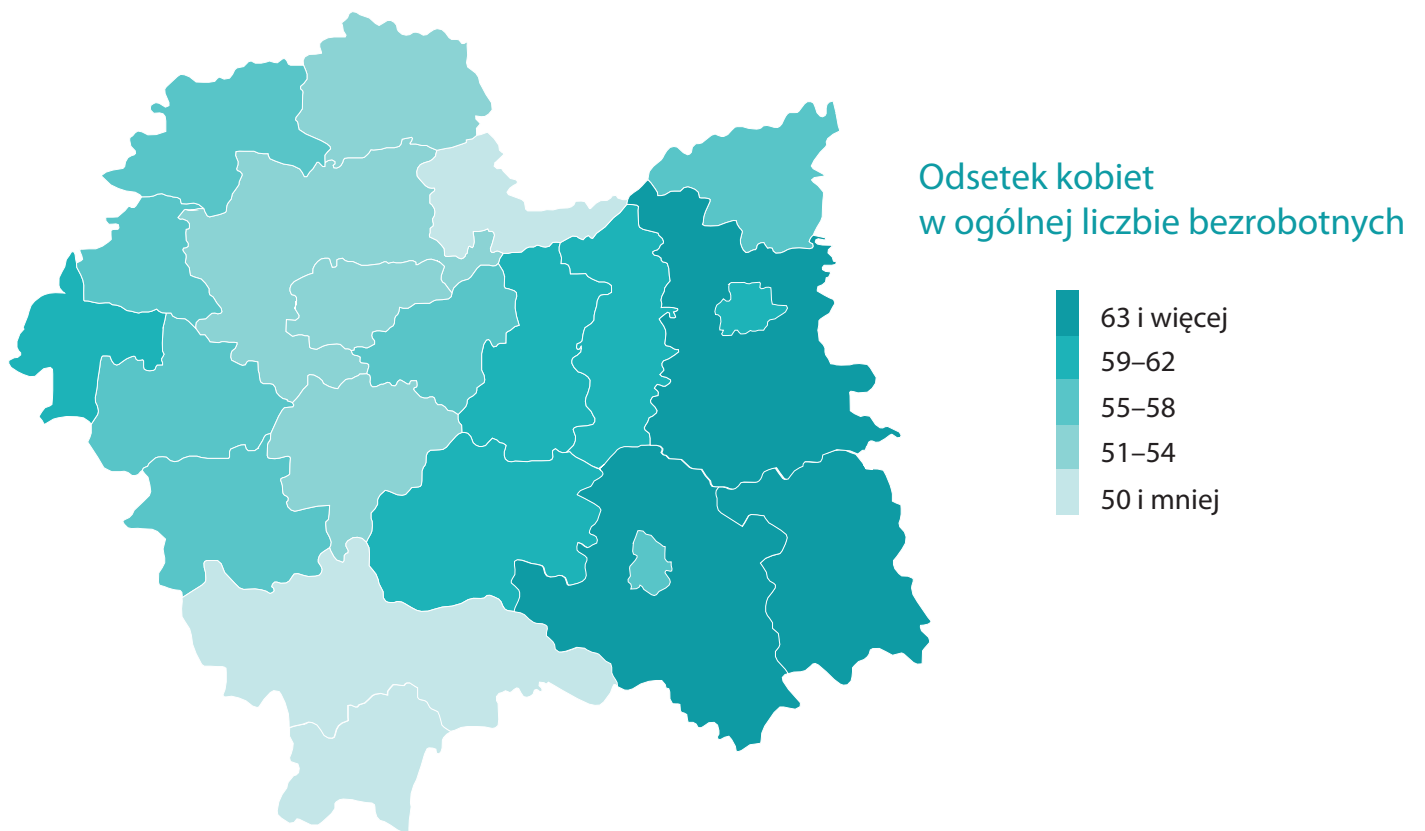 Odsetek kobiet
w ogólnej liczbie bezrobotnych
63 i więcej
59–62
55–58
51–54
50 i mniej